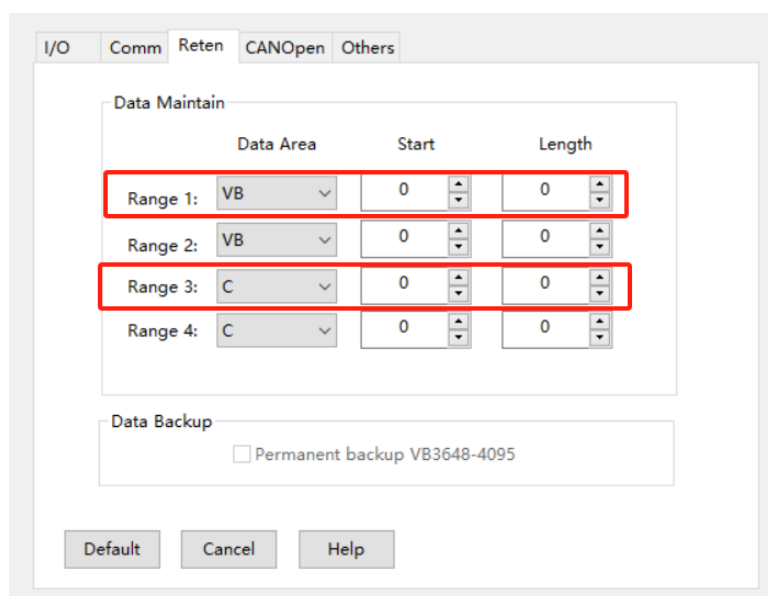 I/O Comm Reten CANOpen Others
Data Maintain
Data Area Start Length
Range 1: VB 0 0
Range 2: VB 0 0
Range 3: C 0 0
Range 4: C 0 0
Data Backup
Permanent backup VB3648-4095
Default Cancel Help